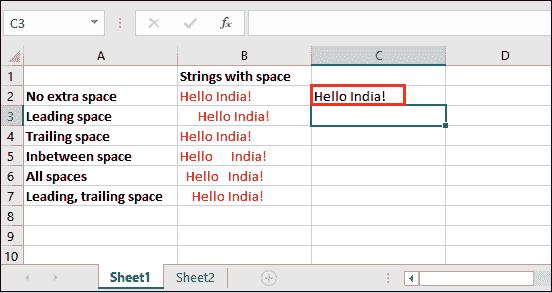 C3 fx
A B C D
1 Strings with space
2 No extra space Hello India! Hello India!
3 Leading space      Hello India!
4 Trailing space Hello India!
5 Inbetween space Hello     India!
6 All spaces   Hello   India!
7 Leading, trailing space    Hello India!
8
9
10
Sheet1 Sheet2